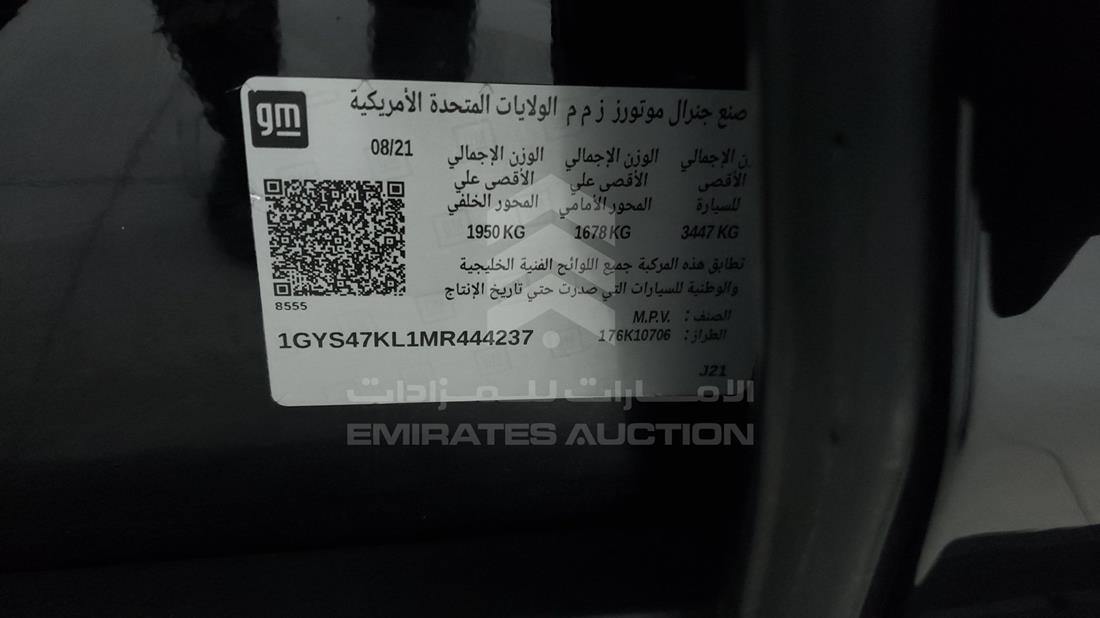 gm
صنع جنرال موتورز ز م م الولايات المتحدة الأمريكية
08/21
الوزن الإجمالي الوزن الإجمالي
الأقصى الأقصى علي الأقصى علي
للسيارة المحور الأمامي المحور الخلفي
3447 KG 1678 KG 1950 KG
تطابق هذه المركبة جميع اللوائح الفنية الخليجية
والوطنية للسيارات التي صدرت حتي تاريخ الإنتاج
8555
الصنف : M.P.V.
الطراز : 176K10706
1GYS47KL1MR444237
J21
الامارات للمزادات
EMIRATES AUCTION